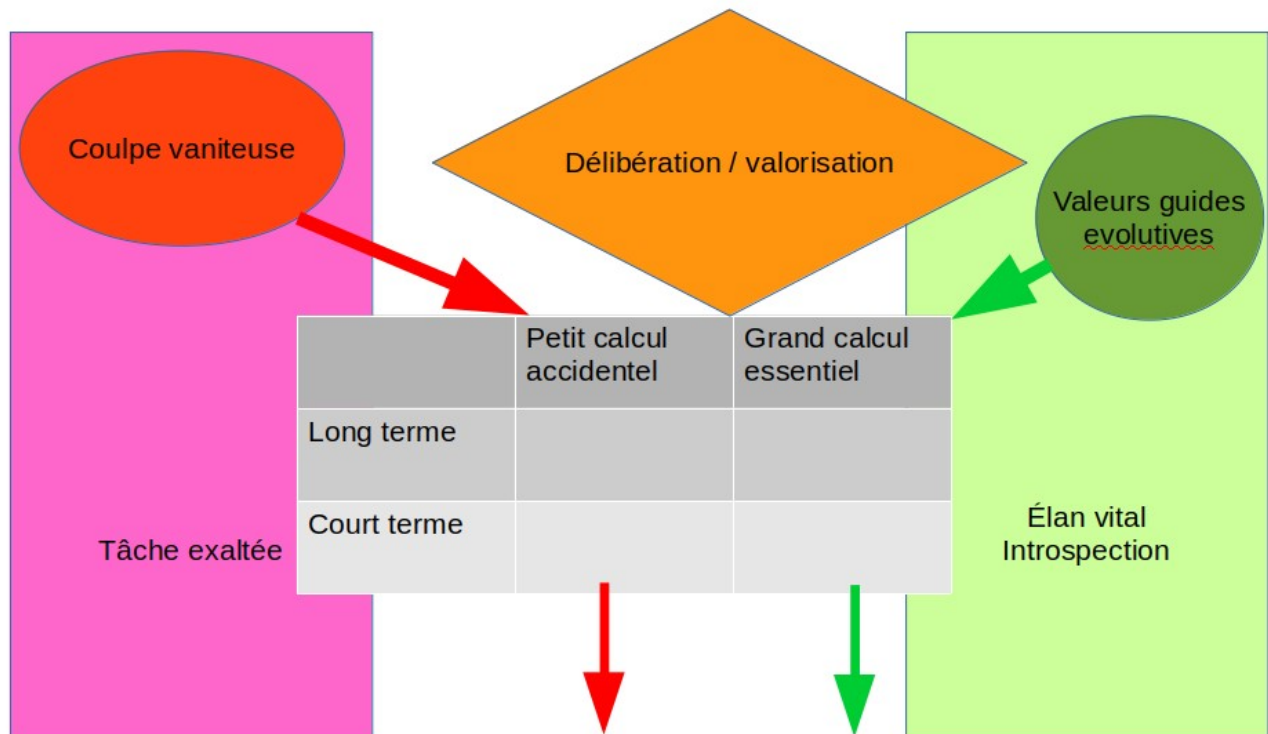 Coulpe vaniteuse
Délibération / valorisation
Valeurs guides
evolutives
Petit calcul
accidentel
Grand calcul
essentiel
Long terme
Court terme
Tâche exaltée
Élan vital
Introspection